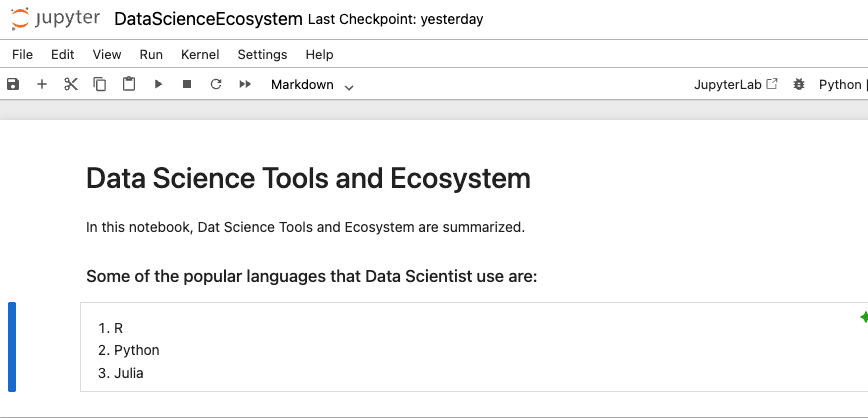 jupyter DataScienceEcosystem Last Checkpoint: yesterday
File Edit View Run Kernel Settings Help
Markdown JupyterLab Python
Data Science Tools and Ecosystem
In this notebook, Dat Science Tools and Ecosystem are summarized.
Some of the popular languages that Data Scientist use are:
1. R
2. Python
3. Julia